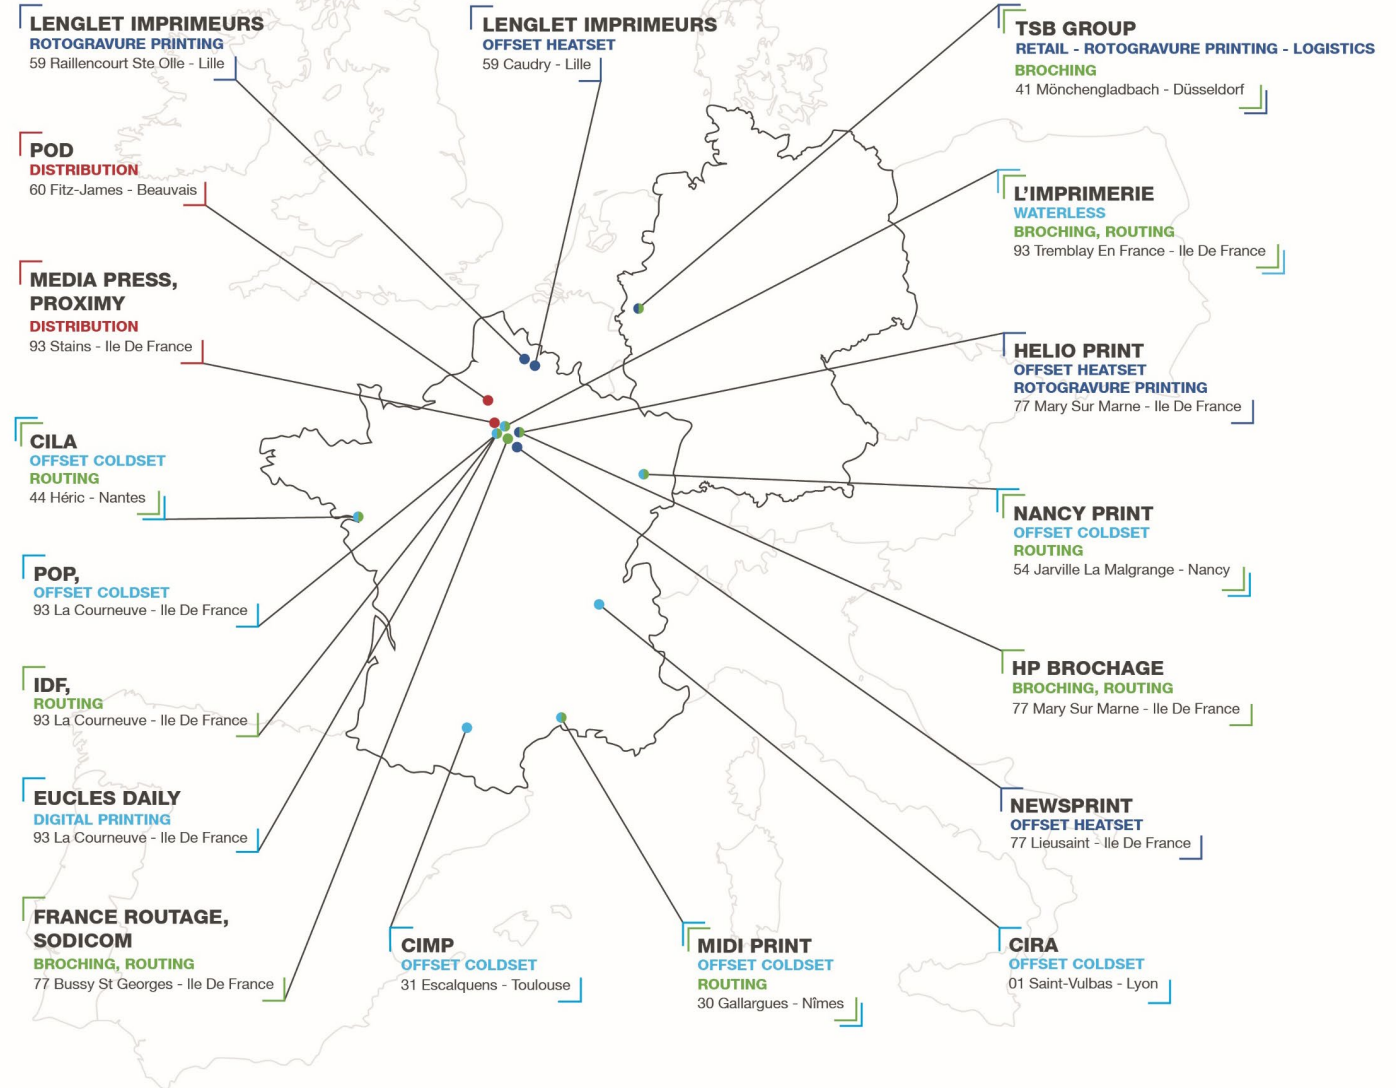 LENGLET IMPRIMEURS
ROTOGRAVURE PRINTING
59 Raillencourt Ste Olle - Lille
LENGLET IMPRIMEURS
OFFSET HEATSET
59 Caudry - Lille
TSB GROUP
RETAIL - ROTOGRAVURE PRINTING - LOGISTICS
BROCHING
41 Mönchengladbach - Düsseldorf
POD
DISTRIBUTION
60 Fitz-James - Beauvais
L'IMPRIMERIE
WATERLESS
BROCHING, ROUTING
93 Tremblay En France - Ile De France
MEDIA PRESS,
PROXIMY
DISTRIBUTION
93 Stains - Ile De France
HELIO PRINT
OFFSET HEATSET
ROTOGRAVURE PRINTING
77 Mary Sur Marne - Ile De France
CILA
OFFSET COLDSET
ROUTING
44 Héric - Nantes
NANCY PRINT
OFFSET COLDSET
ROUTING
54 Jarville La Malgrange - Nancy
POP,
OFFSET COLDSET
93 La Courneuve - Ile De France
HP BROCHAGE
BROCHING, ROUTING
77 Mary Sur Marne - Ile De France
IDF,
ROUTING
93 La Courneuve - Ile De France
EUCLES DAILY
DIGITAL PRINTING
93 La Courneuve - Ile De France
NEWSPRINT
OFFSET HEATSET
77 Lieusaint - Ile De France
FRANCE ROUTAGE,
SODICOM
BROCHING, ROUTING
77 Bussy St Georges - Ile De France
CIMP
OFFSET COLDSET
31 Escalquens - Toulouse
MIDI PRINT
OFFSET COLDSET
ROUTING
30 Gallargues - Nîmes
CIRA
OFFSET COLDSET
01 Saint-Vulbas - Lyon